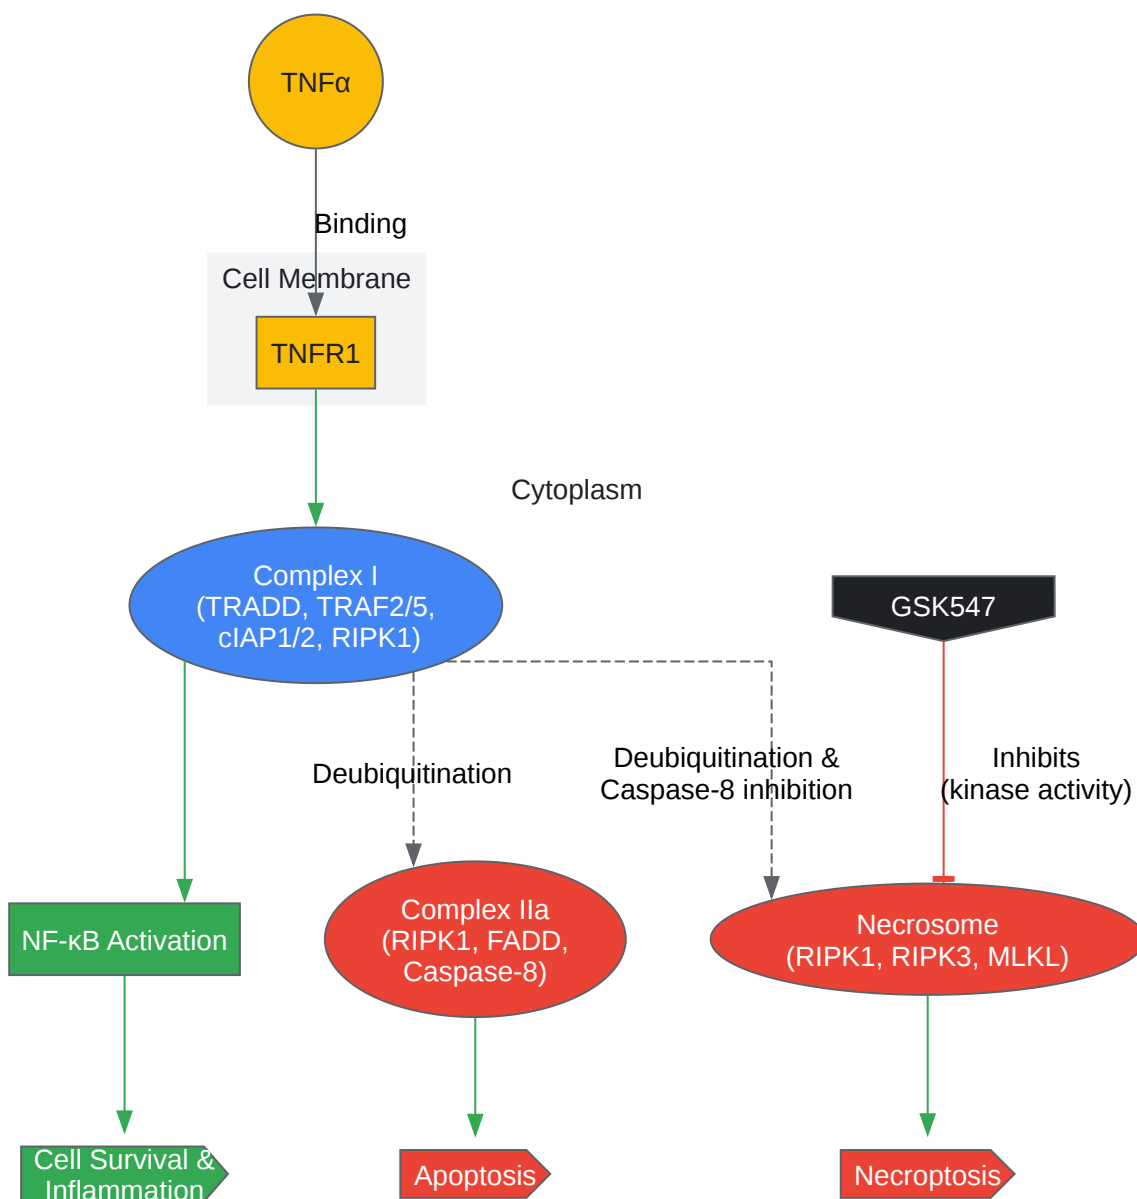 TNFα
Binding
Cell Membrane
TNFR1
Cytoplasm
Complex I
(TRADD, TRAF2/5,
cIAP1/2, RIPK1)
GSK547
Deubiquitination
Deubiquitination &
Caspase-8 inhibition
Inhibits
(kinase activity)
NF-κB Activation
Complex IIa
(RIPK1, FADD,
Caspase-8)
Necrosome
(RIPK1, RIPK3, MLKL)
Cell Survival &
Inflammation
Apoptosis
Necroptosis